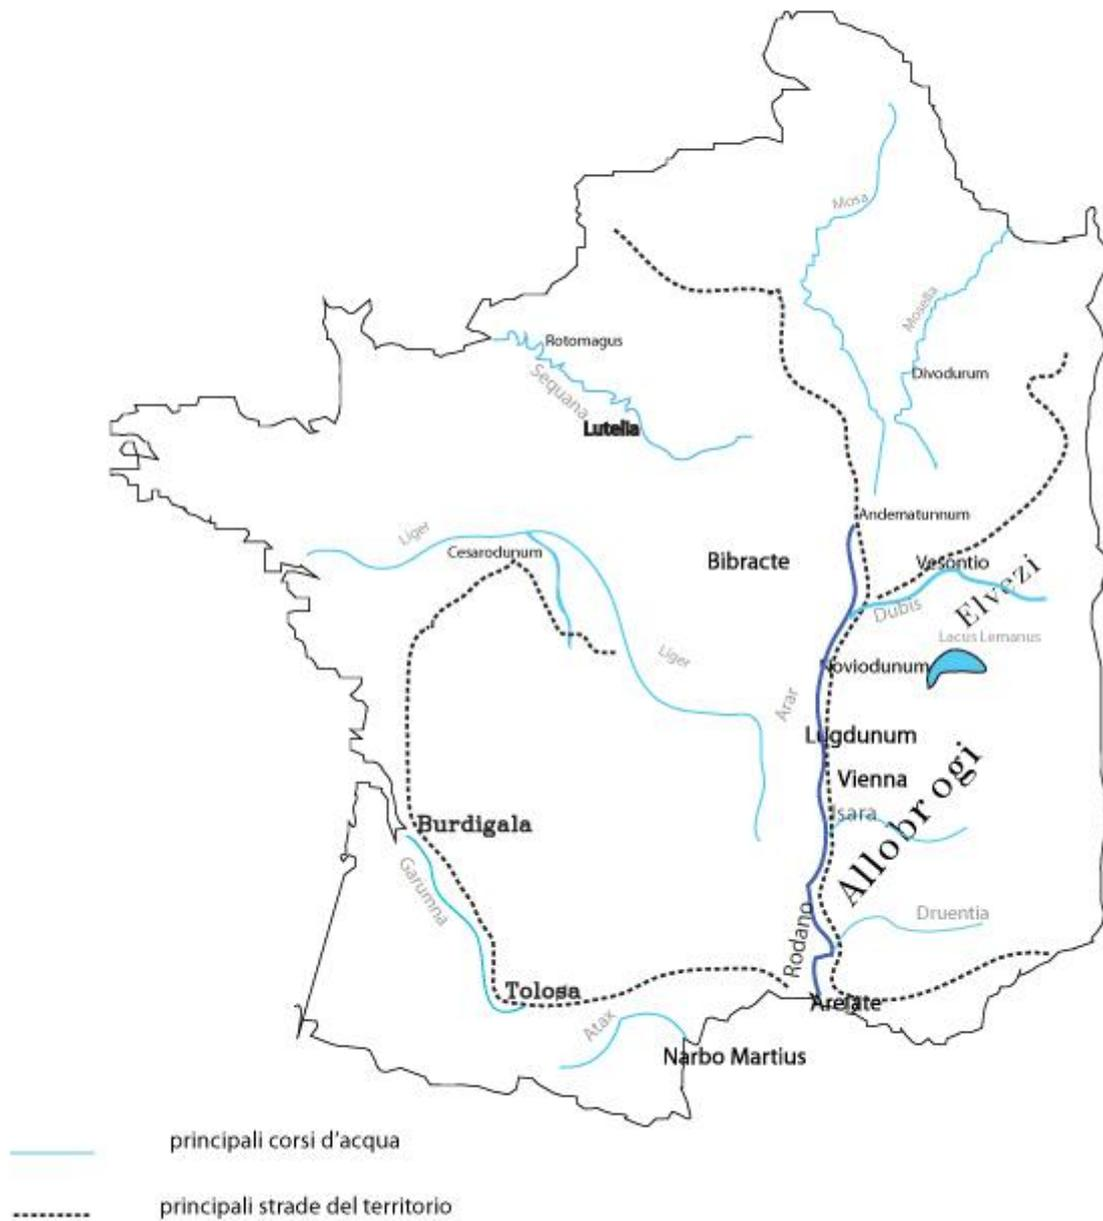 Mosa
Mosella
Rotomagus
Divodurum
Sequana
Lutetia
Andematunnum
Liger
Cesarodunum
Bibracte
Vesontio
Elvezi
Dubis
Lacus Lemanus
Liger
Noviodunum
Arar
Lugdunum
Vienna
Isara
Burdigala
Allobrogi
Garumna
Druentia
Rodano
Tolosa
Arelate
Atax
Narbo Martius
principali corsi d'acqua
principali strade del territorio